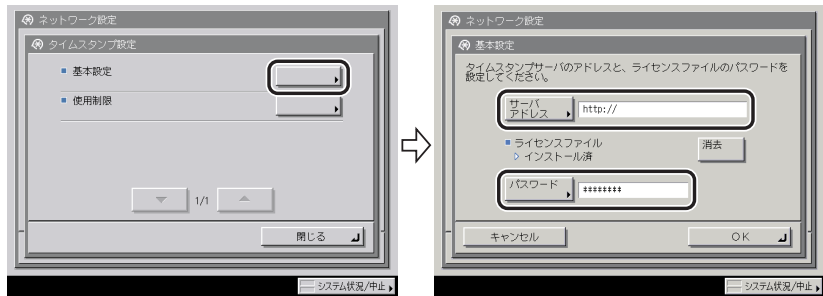 ネットワーク設定
タイムスタンプ設定
基本設定
使用制限
1/1
閉じる
システム状況/中止
ネットワーク設定
基本設定
タイムスタンプサーバのアドレスと、ライセンスファイルのパスワードを
設定してください。
サーバ
アドレス
http://
ライセンスファイル
インストール済
消去
パスワード
********
キャンセル
OK
システム状況/中止